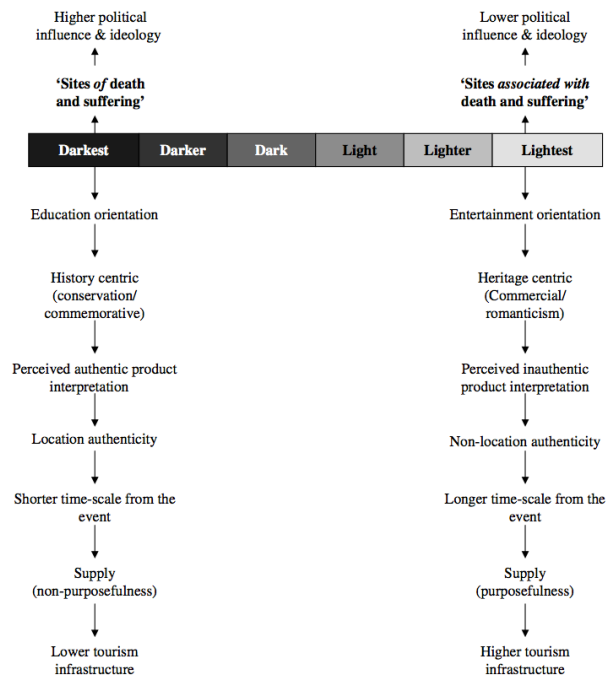 Higher political
influence & ideology
Lower political
influence & ideology
‘Sites of death
and suffering’
‘Sites associated with
death and suffering’
Darkest Darker Dark Light Lighter Lightest
Education orientation
Entertainment orientation
History centric
(conservation/
commemorative)
Heritage centric
(Commercial/
romanticism)
Perceived authentic product
interpretation
Perceived inauthentic
product interpretation
Location authenticity
Non-location authenticity
Shorter time-scale from the
event
Longer time-scale from the
event
Supply
(non-purposefulness)
Supply
(purposefulness)
Lower tourism
infrastructure
Higher tourism
infrastructure